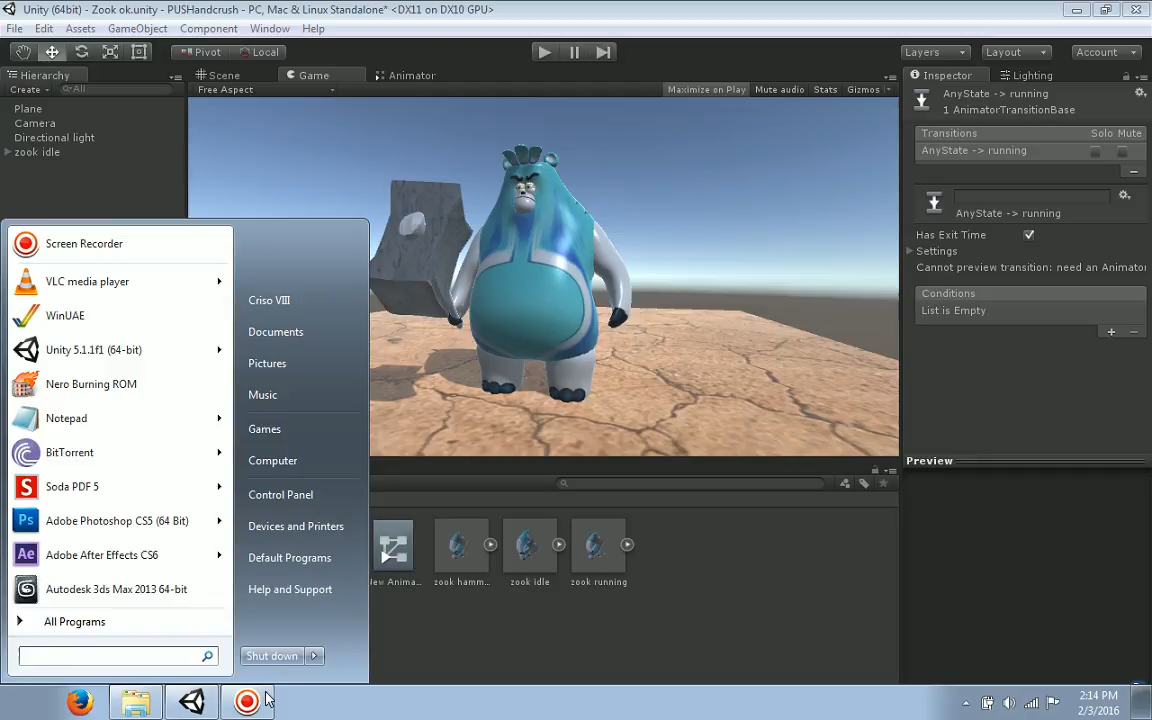 Unity (64bit) - Zook ok.unity - PUSHandcrush - PC, Mac & Linux Standalone* <DX11 on DX10 GPU>
File Edit Assets GameObject Component Window Help
Pivot Local Layers Layout Account
Hierarchy Scene Game Animator Inspector Lighting
Create All Free Aspect Maximize on Play Mute audio Stats Gizmos
AnyState -> running
1 AnimatorTransitionBase
Plane
Camera
Directional light
zook idle
Transitions Solo Mute
AnyState -> running
AnyState -> running
Has Exit Time
Settings
Cannot preview transition: need an Animator
Conditions
List is Empty
Preview
Screen Recorder
VLC media player
WinUAE
Unity 5.1.1f1 (64-bit)
Nero Burning ROM
Notepad
BitTorrent
Soda PDF 5
Adobe Photoshop CS5 (64 Bit)
Adobe After Effects CS6
Autodesk 3ds Max 2013 64-bit
All Programs
Criso VIII
Documents
Pictures
Music
Games
Computer
Control Panel
Devices and Printers
Default Programs
Help and Support
Shut down
zook hamm...
zook idle
zook running
2:14 PM
2/3/2016